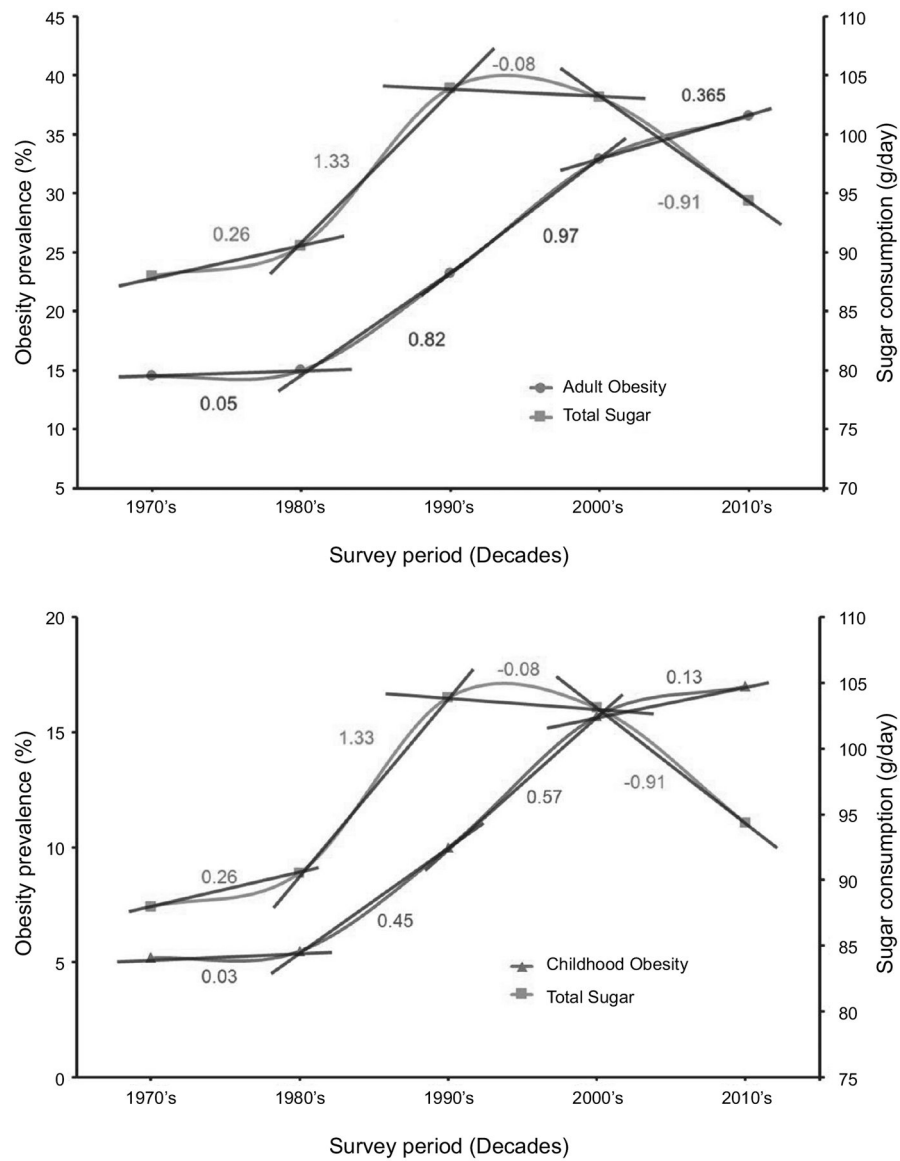 45
40
35
30
25
20
15
10
5
Obesity prevalence (%)
110
105
100
95
90
85
80
75
70
Sugar consumption (g/day)
0.26
1.33
-0.08
0.365
-0.91
0.97
0.82
0.05
Adult Obesity
Total Sugar
1970's
1980's
1990's
2000's
2010's
Survey period (Decades)
20
15
10
5
0
Obesity prevalence (%)
110
105
100
95
90
85
80
75
Sugar consumption (g/day)
0.26
1.33
-0.08
0.13
-0.91
0.57
0.45
0.03
Childhood Obesity
Total Sugar
1970's
1980's
1990's
2000's
2010's
Survey period (Decades)